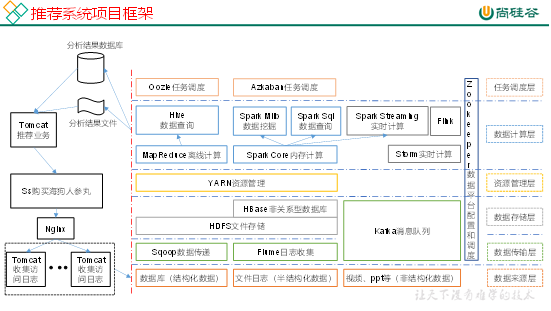 推荐系统项目框架
尚硅谷
分析结果数据库
分析结果文件
Tomcat
推荐业务
Ss购买海狗人参丸
Nginx
Tomcat
收集访
问日志
Tomcat
收集访
问日志
Oozie任务调度
Azkaban任务调度
任务调度层
Hive
数据查询
Spark Mlib
数据挖掘
Spark Sql
数据查询
Spark Streaming
实时计算
Flink
数据计算层
MapReduce离线计算
Spark Core内存计算
Storm实时计算
YARN资源管理
资源管理层
HBase非关系型数据库
HDFS文件存储
Kafka消息队列
数据存储层
Sqoop数据传递
Flume日志收集
数据传输层
数据库（结构化数据）
文件日志（半结构化数据）
视频、ppt等（非结构化数据）
数据来源层
Zookeeper数据平台配置和调度
让天下没有难学的技术